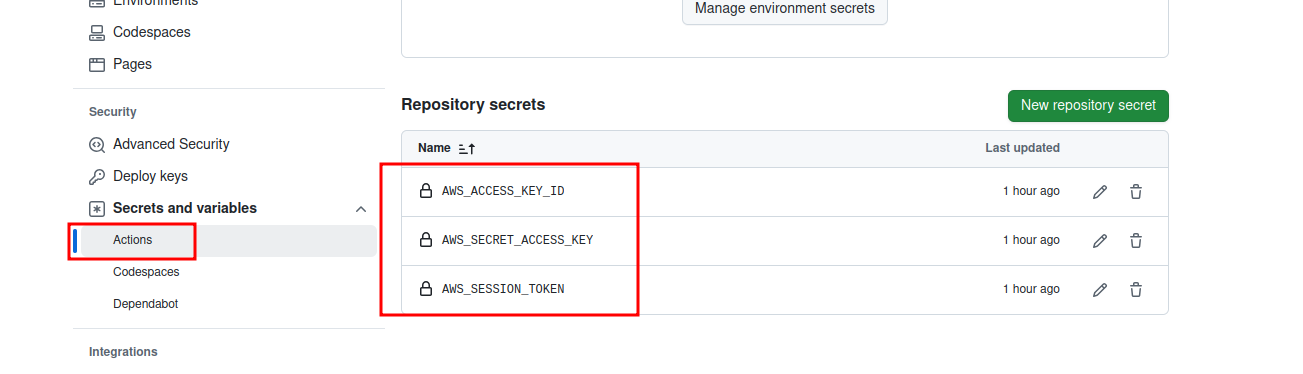 Environments
Codespaces
Pages
Security
Advanced Security
Deploy keys
Secrets and variables
Actions
Codespaces
Dependabot
Integrations
Manage environment secrets
Repository secrets
New repository secret
Name
Last updated
AWS_ACCESS_KEY_ID
1 hour ago
AWS_SECRET_ACCESS_KEY
1 hour ago
AWS_SESSION_TOKEN
1 hour ago